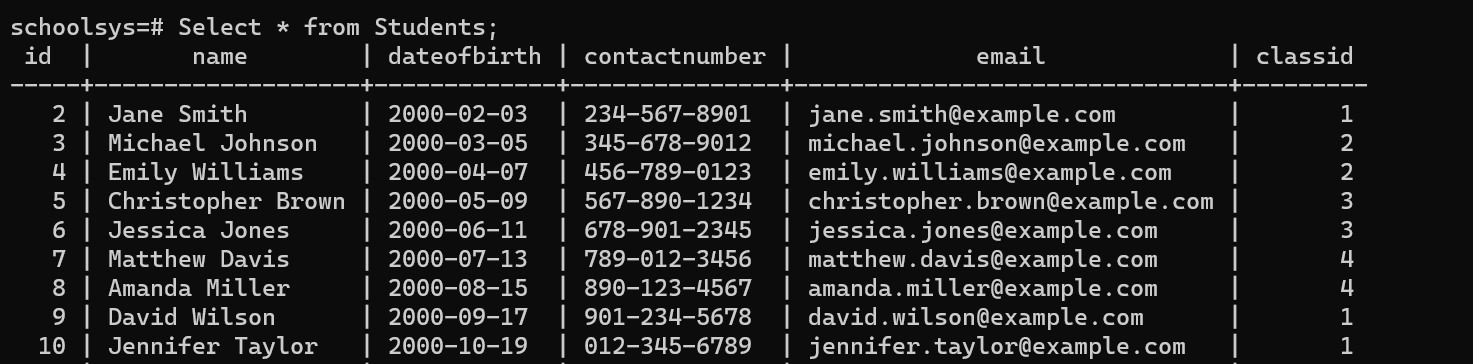 schoolsys=# Select * from Students;
 id  |        name        | dateofbirth | contactnumber |             email             | classid
-----+--------------------+-------------+---------------+-------------------------------+---------
   2 | Jane Smith         | 2000-02-03  | 234-567-8901  | jane.smith@example.com        |       1
   3 | Michael Johnson    | 2000-03-05  | 345-678-9012  | michael.johnson@example.com   |       2
   4 | Emily Williams     | 2000-04-07  | 456-789-0123  | emily.williams@example.com    |       2
   5 | Christopher Brown  | 2000-05-09  | 567-890-1234  | christopher.brown@example.com |       3
   6 | Jessica Jones      | 2000-06-11  | 678-901-2345  | jessica.jones@example.com     |       3
   7 | Matthew Davis      | 2000-07-13  | 789-012-3456  | matthew.davis@example.com     |       4
   8 | Amanda Miller      | 2000-08-15  | 890-123-4567  | amanda.miller@example.com     |       4
   9 | David Wilson       | 2000-09-17  | 901-234-5678  | david.wilson@example.com      |       1
  10 | Jennifer Taylor    | 2000-10-19  | 012-345-6789  | jennifer.taylor@example.com   |       1